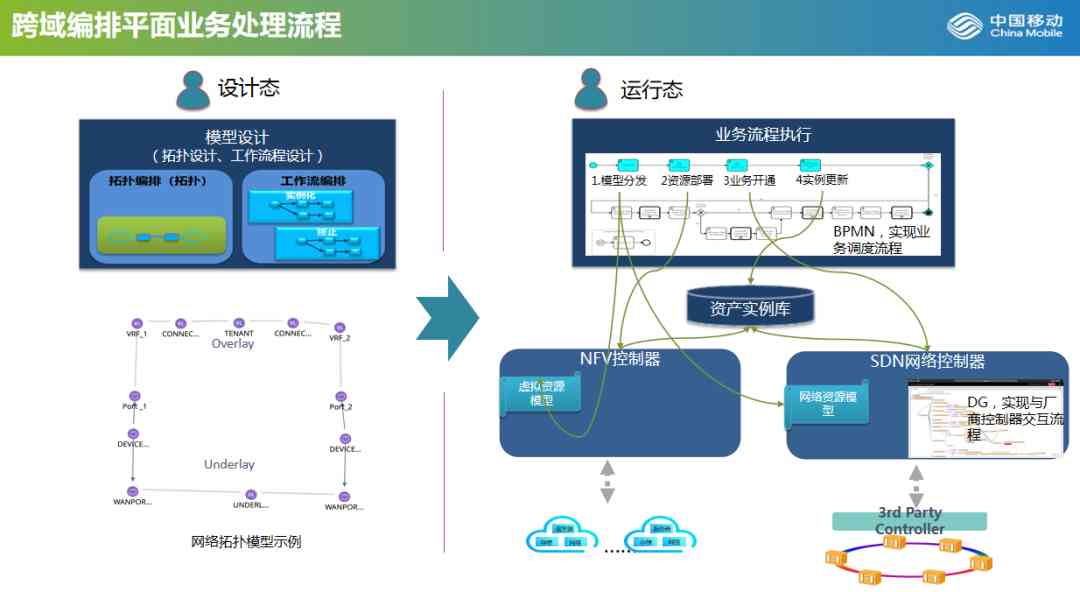 跨域编排平面业务处理流程
中国移动
China Mobile
设计态
模型设计
（拓扑设计、工作流程设计）
拓扑编排（拓扑）
工作流编排
实例化
终止
VRF_1
CONNEC...
TENANT
CONNEC...
VRF_2
Overlay
Port_1
Port_2
DEVICE...
DEVICE...
Underlay
WANPOR...
UNDERL...
WANPOR...
网络拓扑模型示例
运行态
业务流程执行
1.模型分发
2资源部署
3业务开通
4实例更新
BPMN，实现业
务调度流程
资产实例库
NFV控制器
虚拟资源
模型
SDN网络控制器
网络资源模
型
DG，实现与厂
商控制器交互流
程
......
网络
网络
3rd Party
Controller